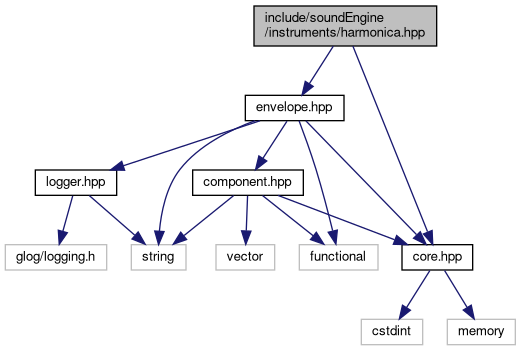 include/soundEngine
/instruments/harmonica.hpp
envelope.hpp
logger.hpp
component.hpp
glog/logging.h
string
vector
functional
core.hpp
cstdint
memory